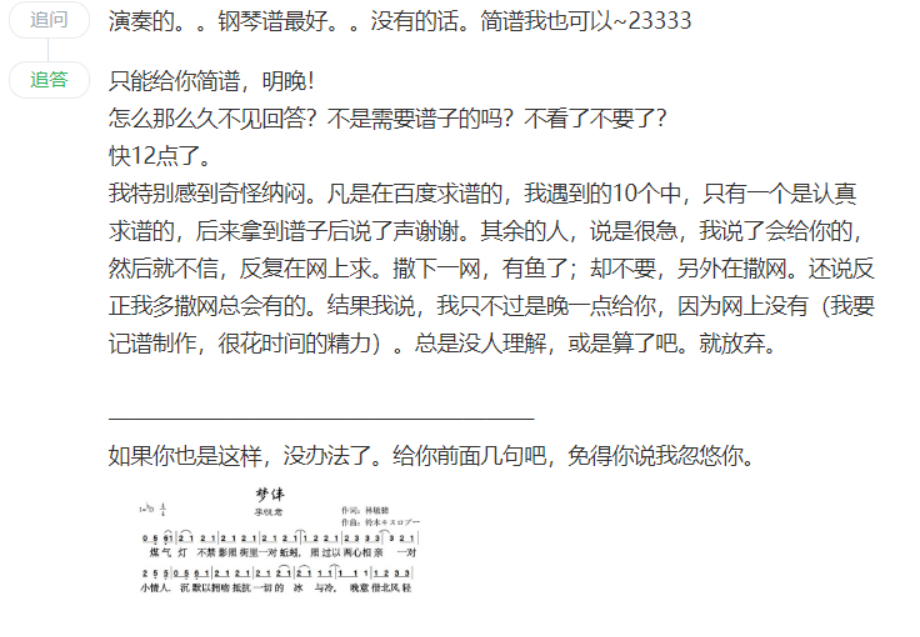 追问
演奏的。。钢琴谱最好。。没有的话。简谱我也可以~23333
追答
只能给你简谱，明晚！
怎么那么久不见回答？不是需要谱子的吗？不看了不要了？
快12点了。
我特别感到奇怪纳闷。凡是在百度求谱的，我遇到的10个中，只有一个是认真
求谱的，后来拿到谱子后说了声谢谢。其余的人，说是很急，我说了会给你的，
然后就不信，反复在网上求。撒下一网，有鱼了；却不要，另外在撒网。还说反
正我多撒网总会有的。结果我说，我只不过是晚一点给你，因为网上没有（我要
记谱制作，很花时间的精力）。总是没人理解，或是算了吧。就放弃。
如果你也是这样，没办法了。给你前面几句吧，免得你说我忽悠你。
梦伴
李悦君
作词：林敏骢
作曲：铃木キスロブー
煤气 灯 不禁影照街里一对蚯蚓，照过以两心相亲 一对
小情人，沉默以拥吻抵抗一切的 冰 与冷， 晚意借北风轻